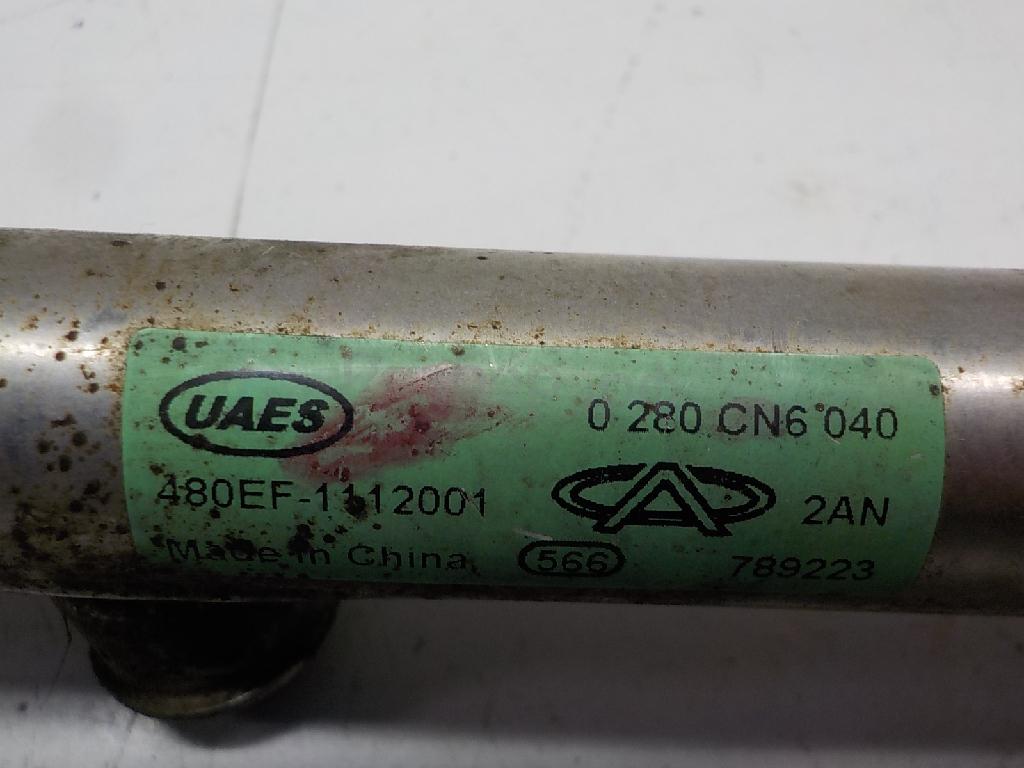 UAES 0 280 CN6 040
480EF-1112001 2AN
Made in China 566 789223